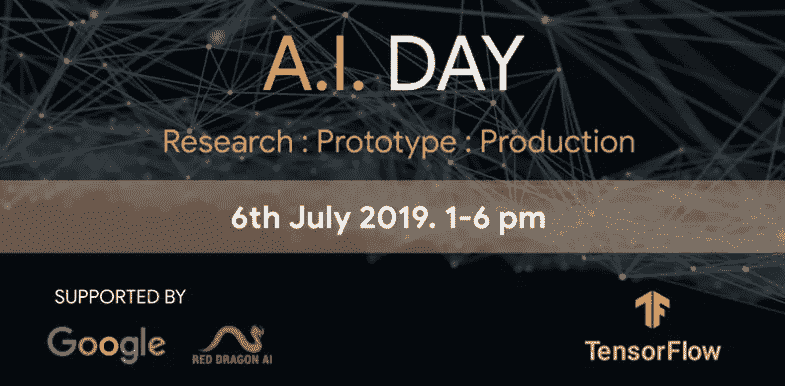 A.I. DAY
Research : Prototype : Production
6th July 2019. 1-6 pm
SUPPORTED BY
Google
RED DRAGON AI
TensorFlow